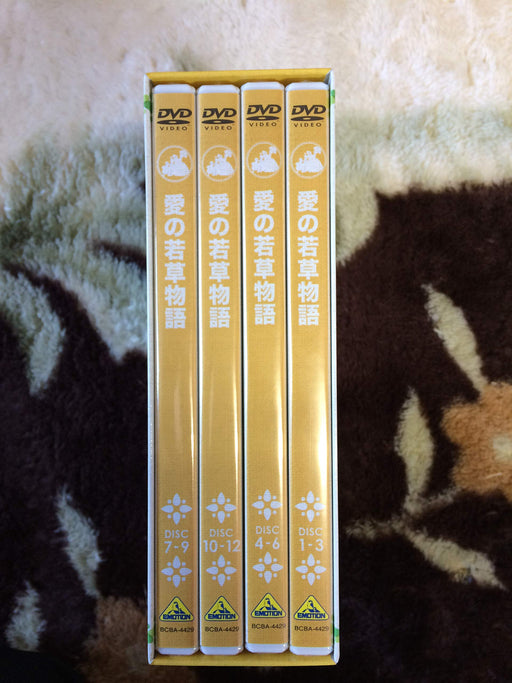 DVD
VIDEO
愛の若草物語
DISC
7-9
EMOTION
BCBA-4429
DVD
VIDEO
愛の若草物語
DISC
10-12
EMOTION
BCBA-4429
DVD
VIDEO
愛の若草物語
DISC
4-6
EMOTION
BCBA-4429
DVD
VIDEO
愛の若草物語
DISC
1-3
EMOTION
BCBA-4429